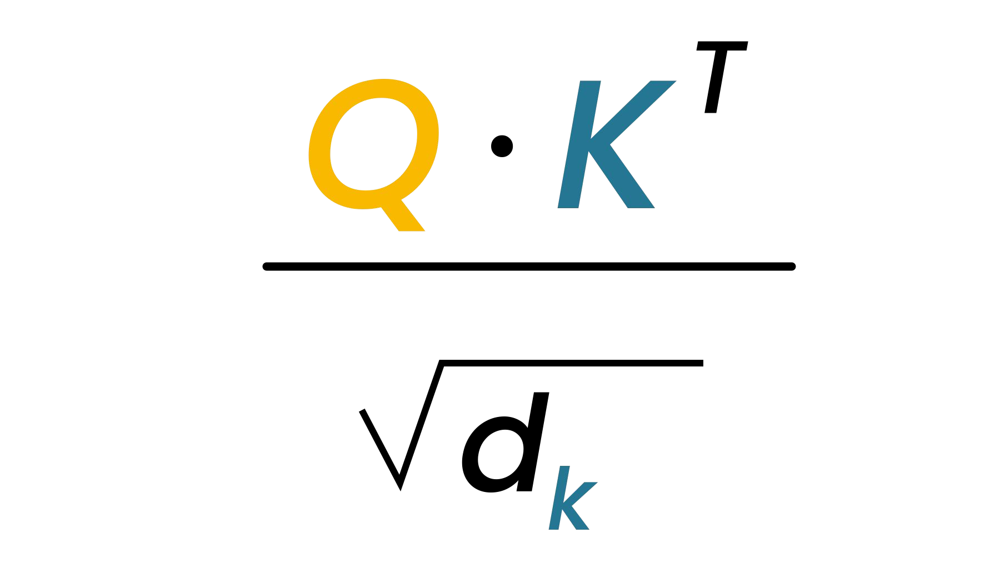 Q · K^T
√d_k